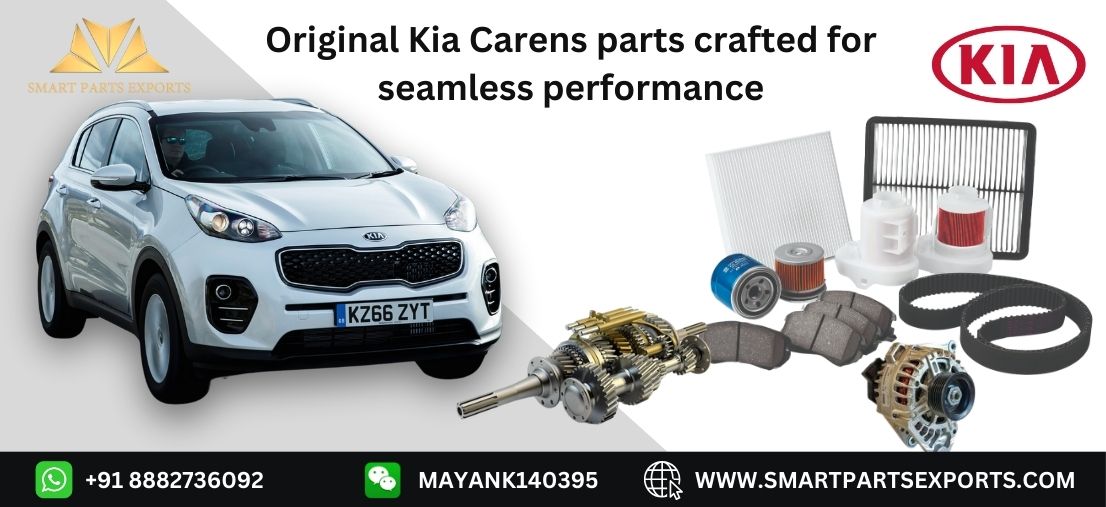 SMART PARTS EXPORTS
Original Kia Carens parts crafted for
seamless performance
KIA
KIA
KZ66 ZYT
+91 8882736092
MAYANK140395
WWW.SMARTPARTSEXPORTS.COM